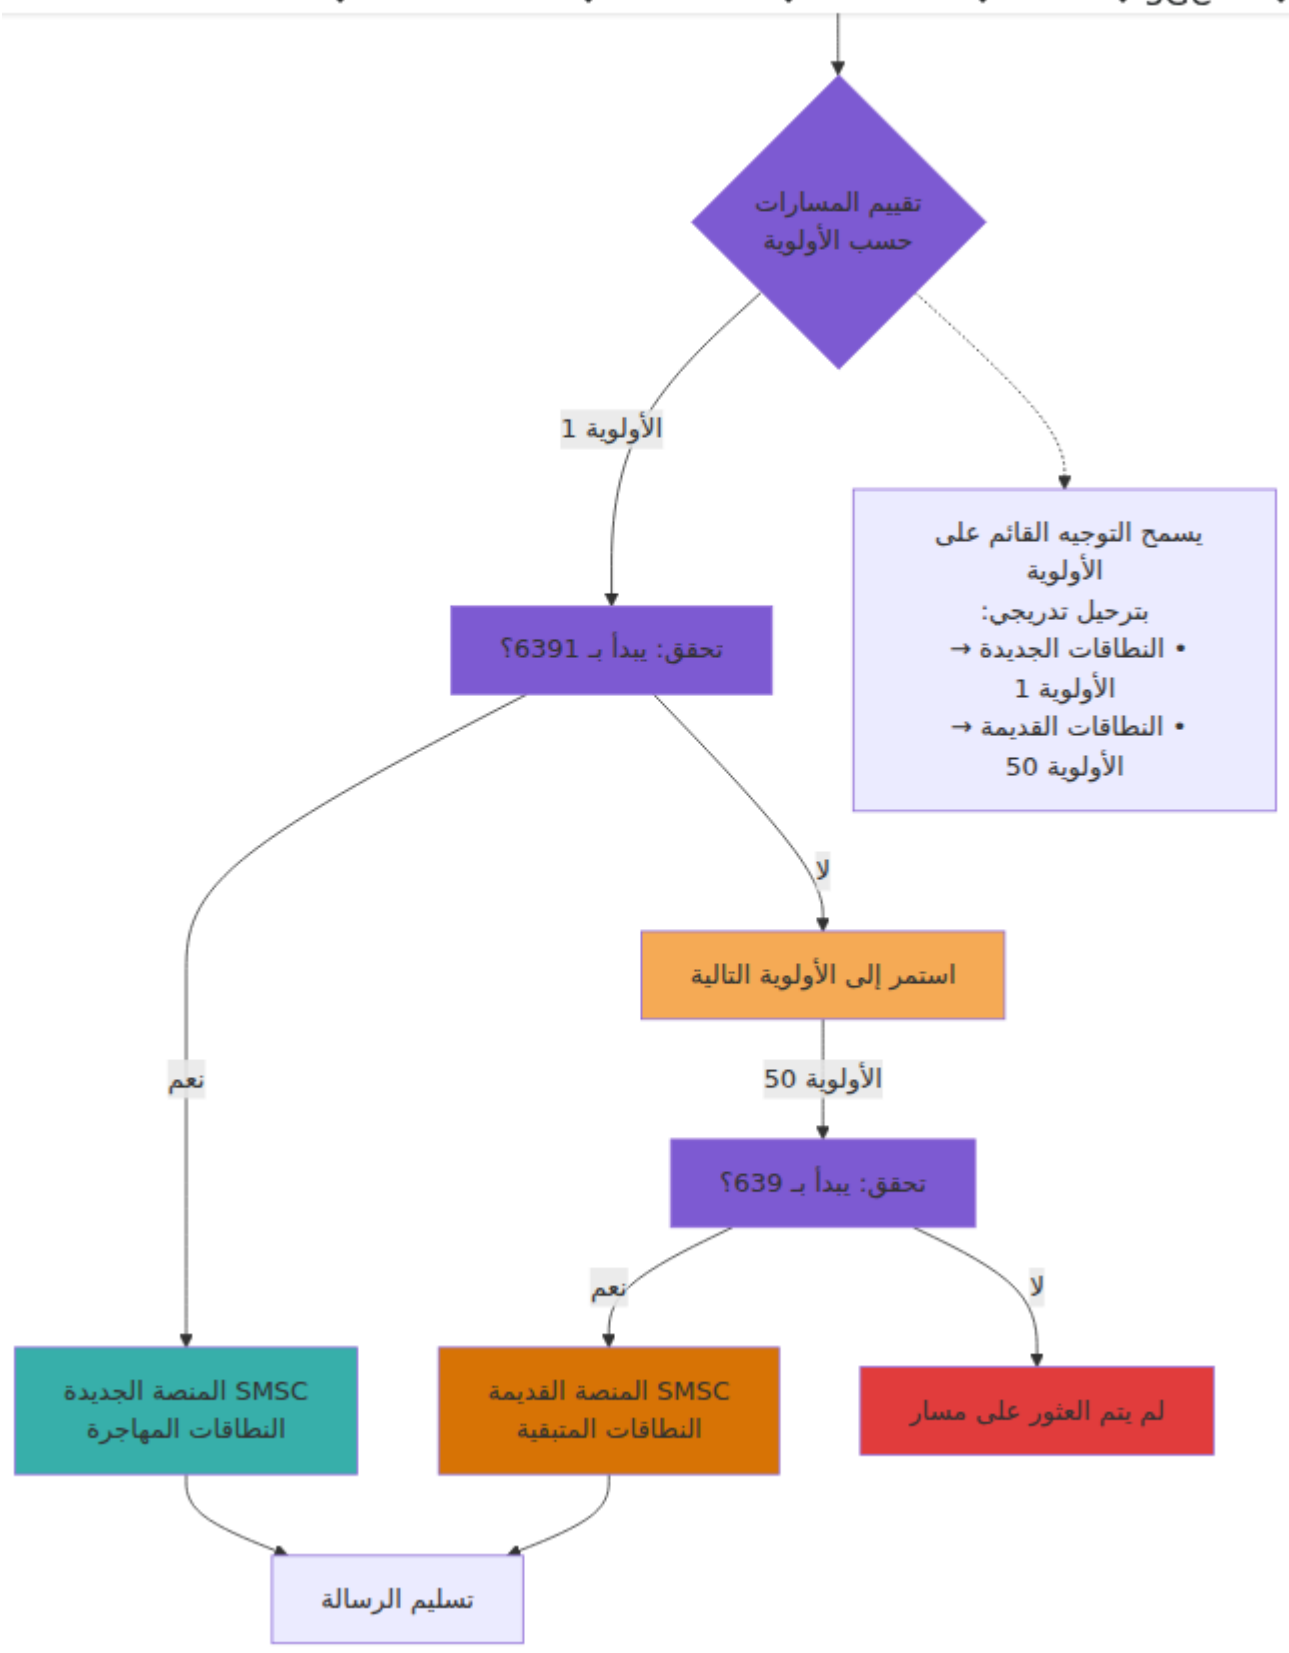 تقييم المسارات
حسب الأولوية
الأولوية 1
يسمح التوجيه القائم على
الأولوية
بترحيل تدريجي:
• النطاقات الجديدة →
الأولوية 1
• النطاقات القديمة →
الأولوية 50
تحقق: يبدأ بـ 6391؟
لا
استمر إلى الأولوية التالية
نعم
الأولوية 50
تحقق: يبدأ بـ 639؟
نعم
لا
SMSC المنصة الجديدة
النطاقات المهاجرة
SMSC المنصة القديمة
النطاقات المتبقية
لم يتم العثور على مسار
تسليم الرسالة